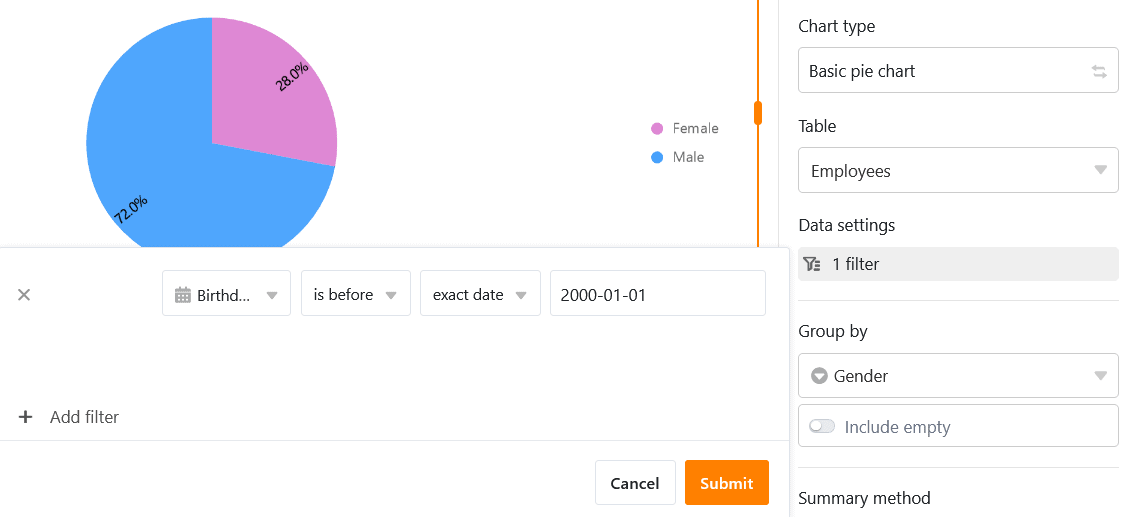 28.0%
72.0%
Female
Male
Birthd...
is before
exact date
2000-01-01
Add filter
Cancel
Submit
Chart type
Basic pie chart
Table
Employees
Data settings
1 filter
Group by
Gender
Include empty
Summary method